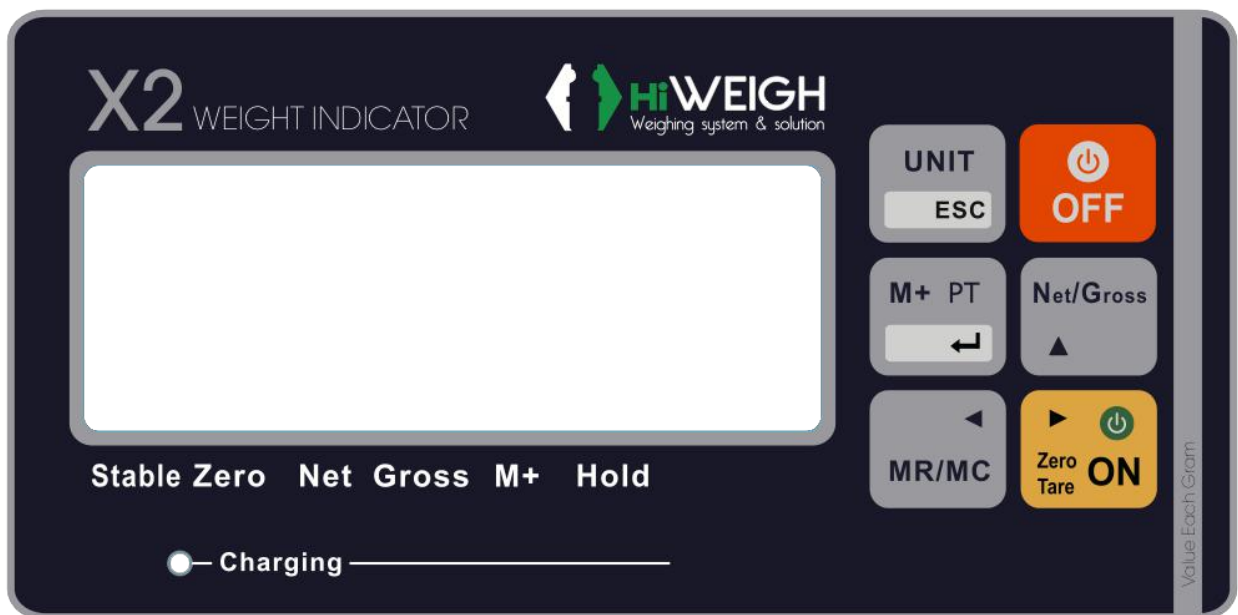 X2 WEIGHT INDICATOR
HiWEIGH
Weighing system & solution
UNIT
ESC
OFF
M+ PT
Net/Gross
MR/MC
Zero
Tare
ON
Stable Zero Net Gross M+ Hold
Charging
Value Each Gram